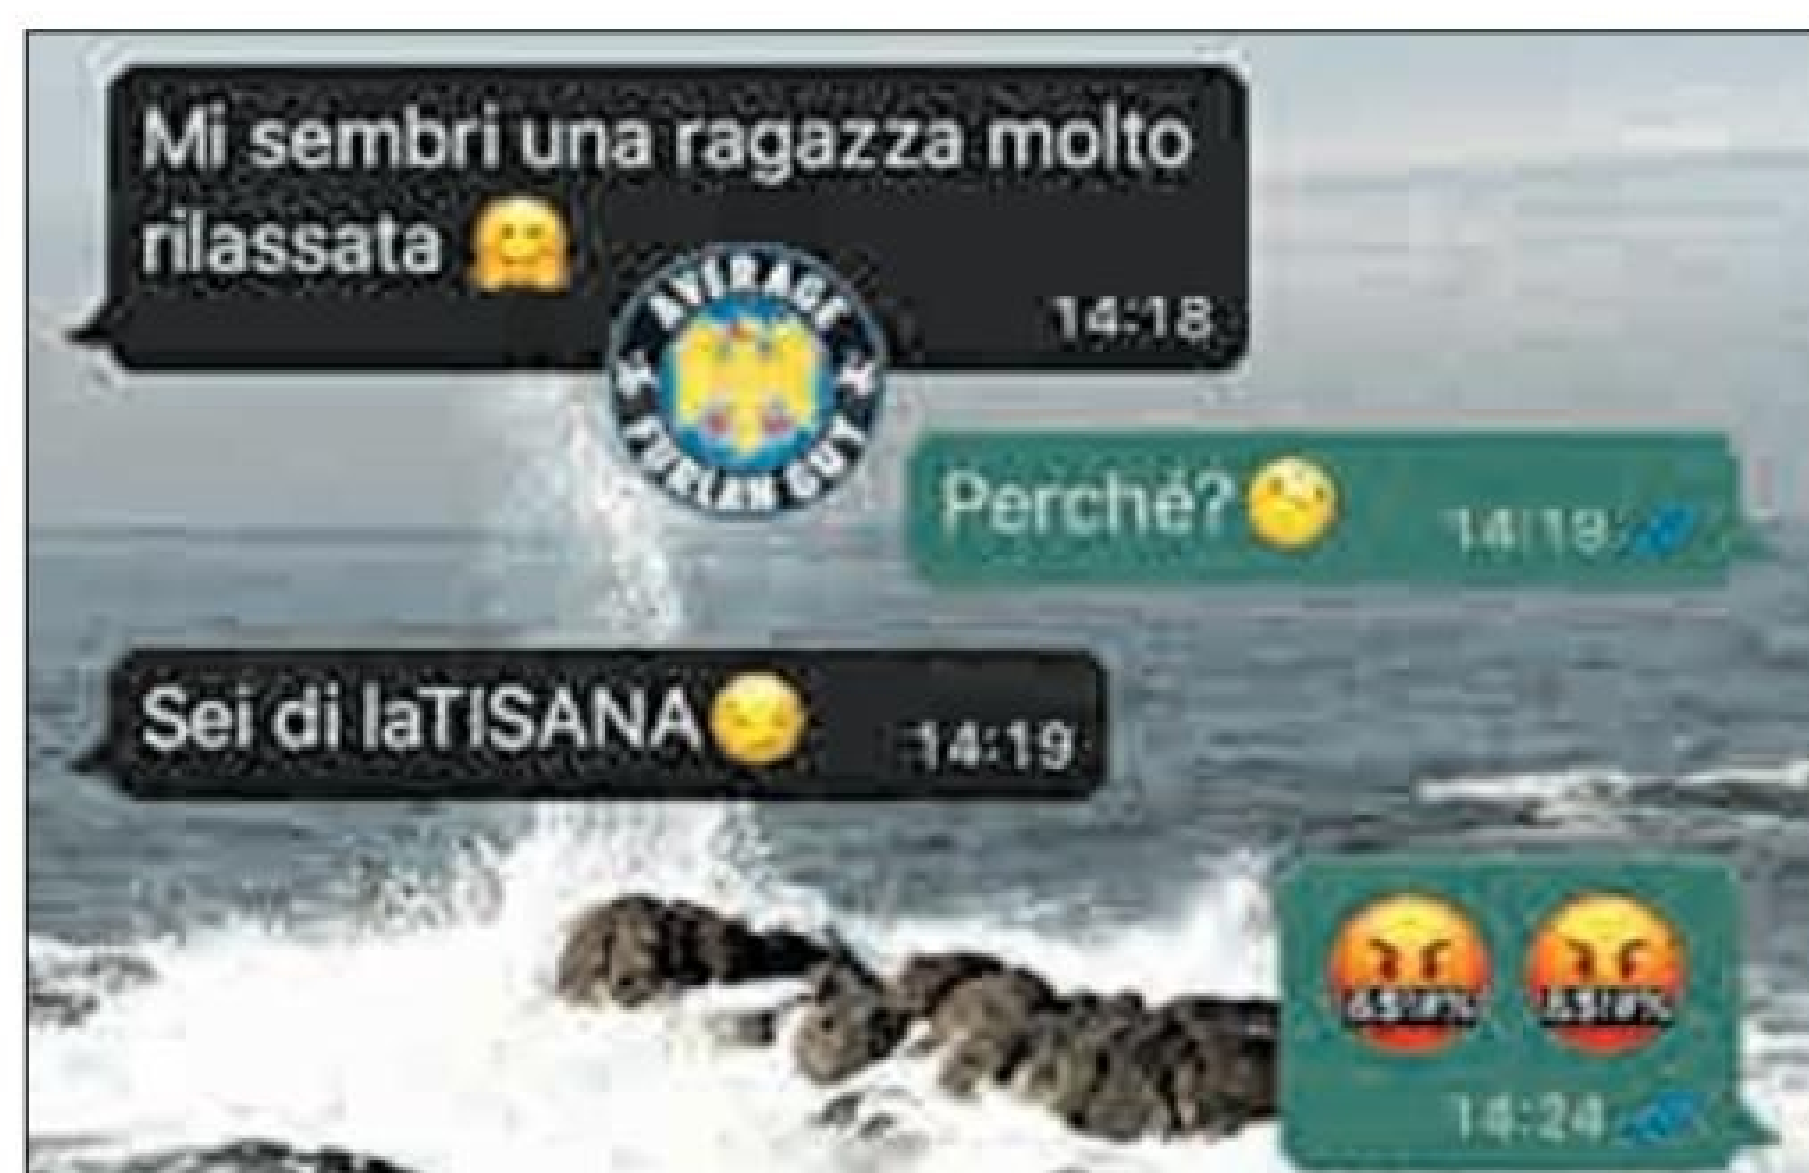 Mi sembri una ragazza molto
rilassata 🤗
14:18
AVERAGE
FURLAN GUY
Perché?
14:19
Sei di laTISANA
14:19
14:24